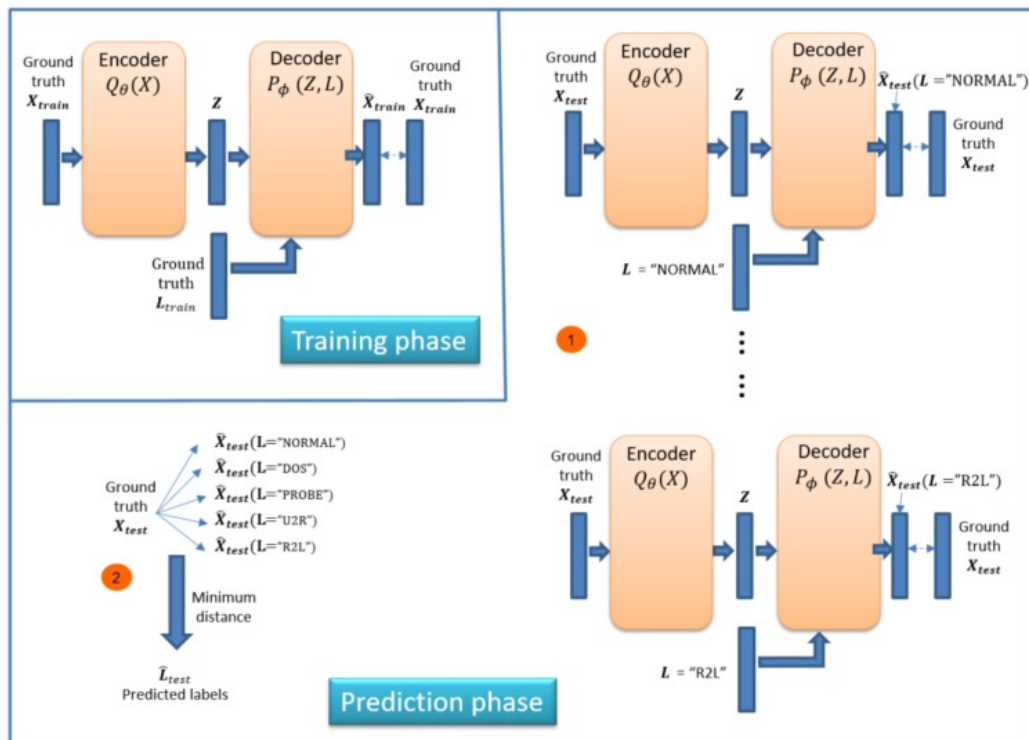 Ground
truth
X_train
Encoder
Q_θ(X)
Z
Decoder
P_ϕ(Z, L)
X̂_train
Ground
truth
X_train
Ground
truth
L_train
Training phase
Ground
truth
X_test
Encoder
Q_θ(X)
Z
Decoder
P_ϕ(Z, L)
X̂_test(L ="NORMAL")
Ground
truth
X_test
L = "NORMAL"
1
Ground
truth
X_test
Encoder
Q_θ(X)
Z
Decoder
P_ϕ(Z, L)
X̂_test(L ="R2L")
Ground
truth
X_test
L = "R2L"
Ground
truth
X_test
X̂_test(L="NORMAL")
X̂_test(L="DOS")
X̂_test(L="PROBE")
X̂_test(L="U2R")
X̂_test(L="R2L")
2
Minimum
distance
L̂_test
Predicted labels
Prediction phase